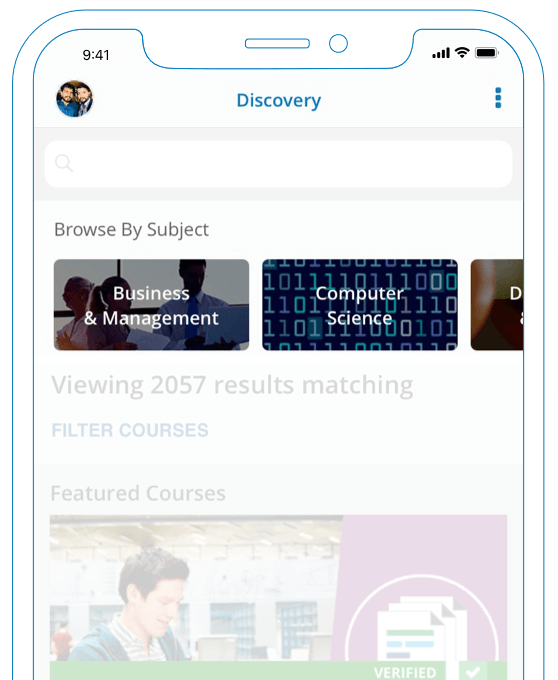 9:41
Discovery
Browse By Subject
Business
& Management
Computer
Science
D
&
Viewing 2057 results matching
FILTER COURSES
Featured Courses
VERIFIED